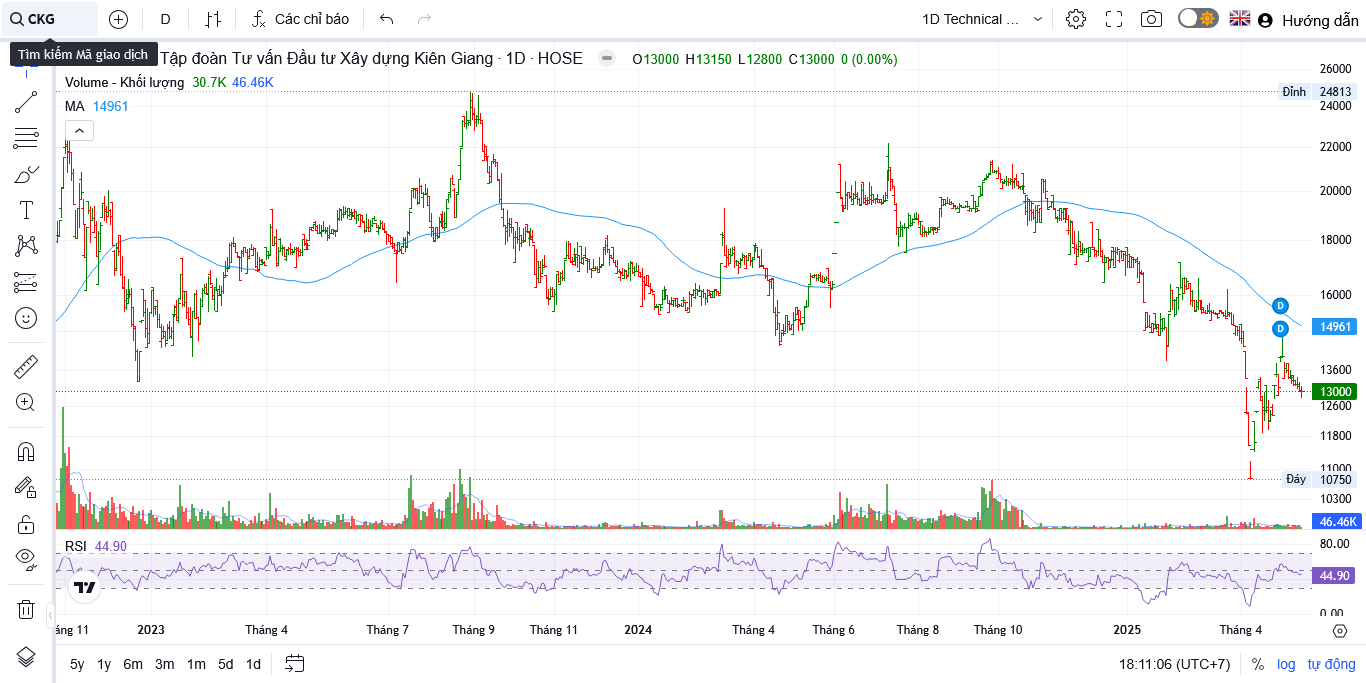 CKG D Các chỉ báo 1D Technical ... Hướng dẫn
Tìm kiếm Mã giao dịch
Tập đoàn Tư vấn Đầu tư Xây dựng Kiên Giang · 1D · HOSE O13000 H13150 L12800 C13000 0 (0.00%)
Volume - Khối lượng 30.7K 46.46K
MA 14961
26000
Đỉnh 24813
24000
22000
20000
18000
16000
D
D
14961
13600
13000
12600
11800
11000
Đáy 10750
10300
46.46K
RSI 44.90
80.00
44.90
0.00
áng 11 2023 Tháng 4 Tháng 7 Tháng 9 Tháng 11 2024 Tháng 4 Tháng 6 Tháng 8 Tháng 10 2025 Tháng 4
5y 1y 6m 3m 1m 5d 1d 18:11:06 (UTC+7) % log tự động